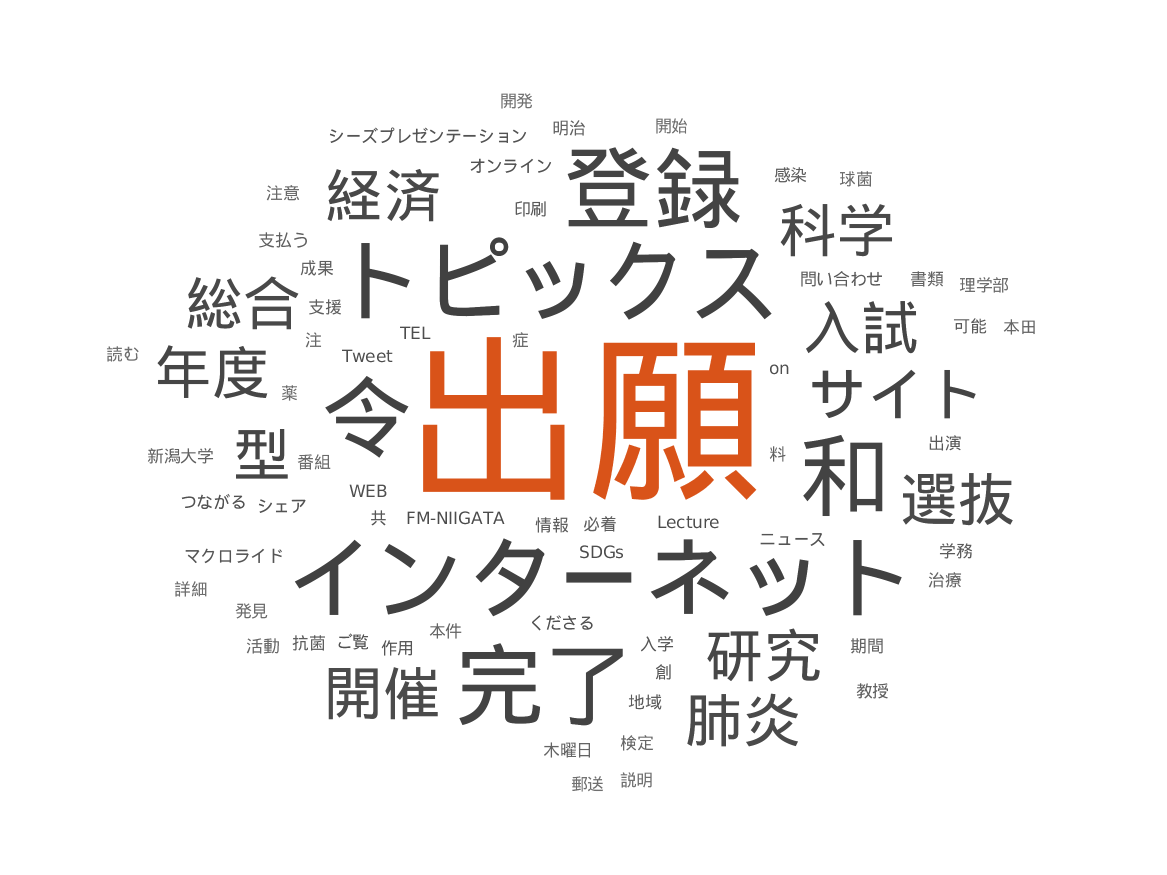 開発
シーズプレゼンテーション
明治
開始
オンライン
登録
感染
球菌
注意
経済
印刷
科学
支払う
成果
トピックス
問い合わせ
書類
理学部
総合
支援
入試
可能
本田
注
TEL
症
読む
年度
Tweet
出願
on
サイト
薬
令
新潟大学
型
番組
料
和
出演
選抜
つながる
シェア
WEB
共
FM-NIIGATA
情報
必着
Lecture
ニュース
マクロライド
SDGs
学務
詳細
インターネット
治療
発見
くださる
活動
抗菌
ご覧
作用
本件
入学
研究
期間
開催
完了
創
教授
地域
肺炎
木曜日
検定
郵送
説明